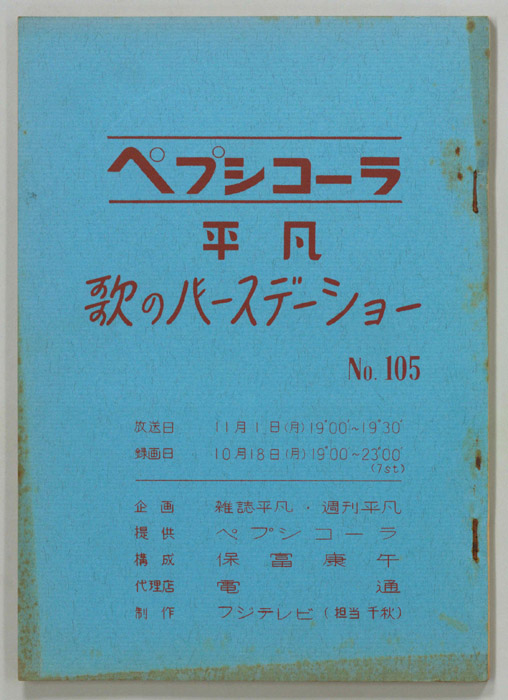 ペプシコーラ
平凡
歌のバースデーショー
No. 105
放送日 11月1日(月)19°00′~19°30′
録画日 10月18日(月)19°00~23°00′
(7st)
企画 雑誌平凡・週刊平凡
提供 ペプシコーラ
構成 保富康午
代理店 電通
制作 フジテレビ(担当 千秋)